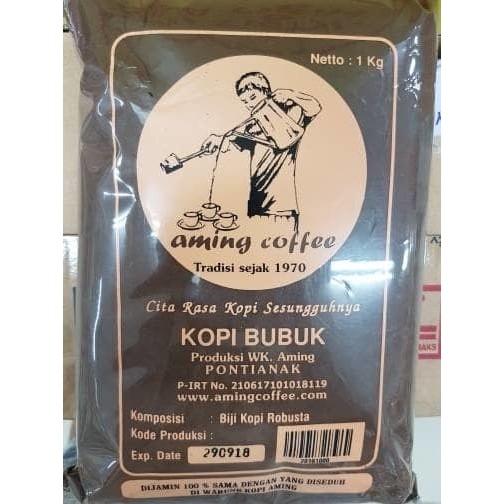 Netto : 1 Kg
aming coffee
Tradisi sejak 1970
Cita Rasa Kopi Sesungguhnya
KOPI BUBUK
Produksi WK. Aming
PONTIANAK
P-IRT No. 210617101018119
www.amingcoffee.com
Komposisi : Biji Kopi Robusta
Kode Produksi :
Exp. Date 290918
DIJAMIN 100 % SAMA DENGAN YANG DISEDUH
DI WARUNG KOPI AMING